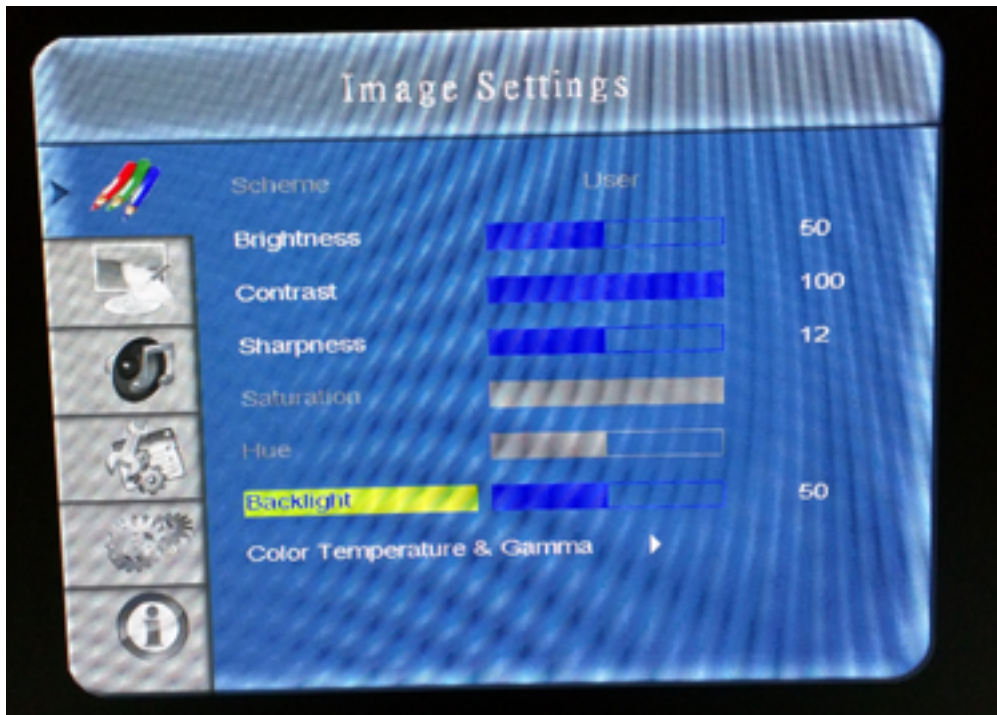 Image Settings
Scheme User
Brightness 50
Contrast 100
Sharpness 12
Saturation
Hue
Backlight 50
Color Temperature & Gamma